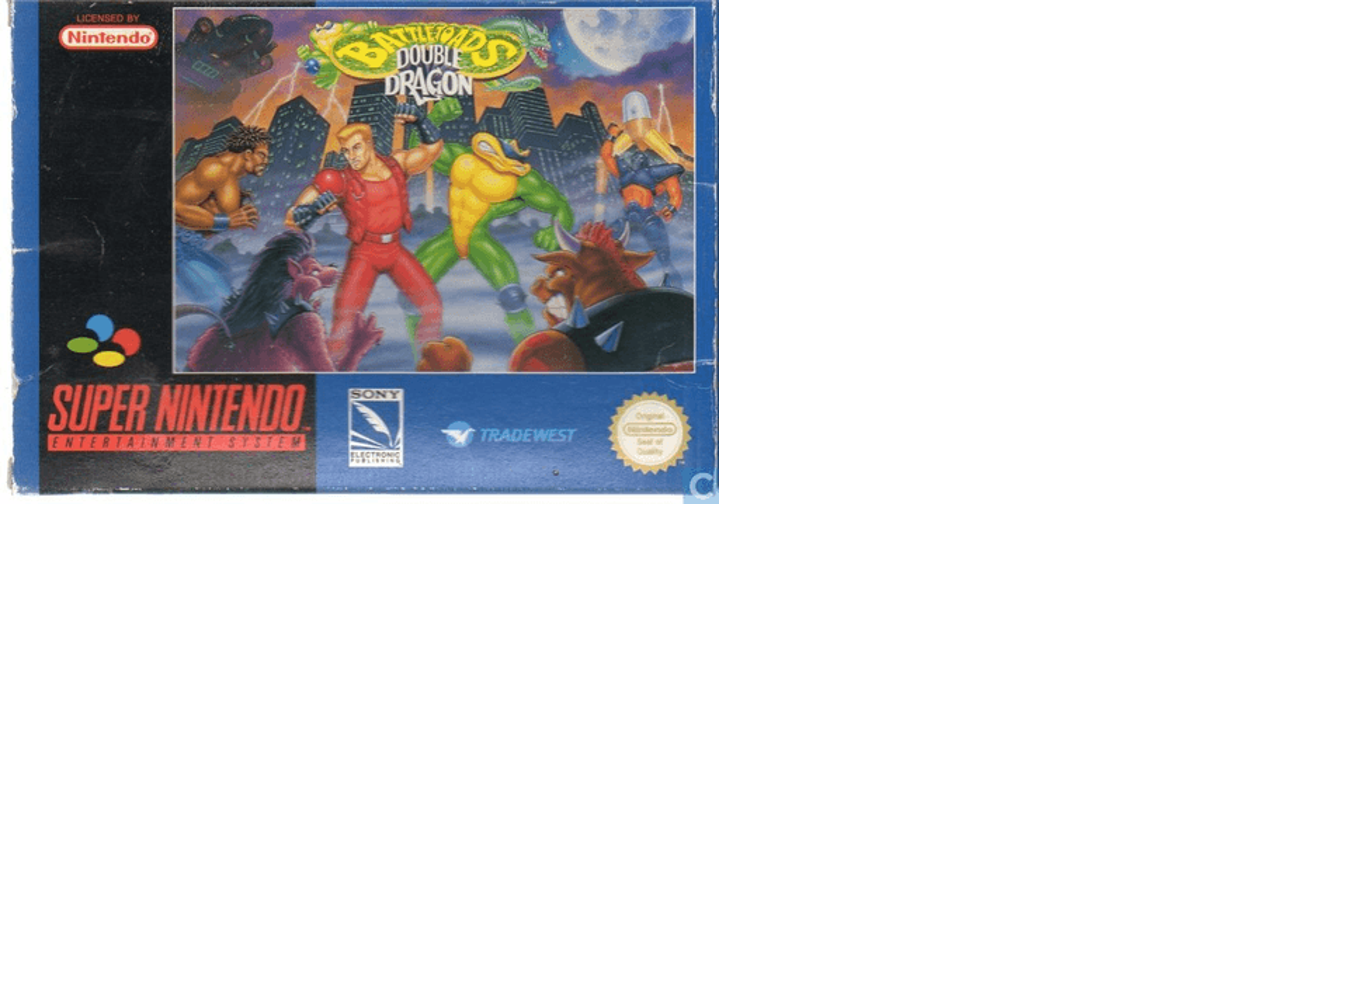 LICENSED BY
Nintendo
BATTLETOADS
DOUBLE
DRAGON
SUPER NINTENDO
ENTERTAINMENT SYSTEM
SONY
ELECTRONIC
PUBLISHING
TRADEWEST
Original
Nintendo
Seal of
Quality
C